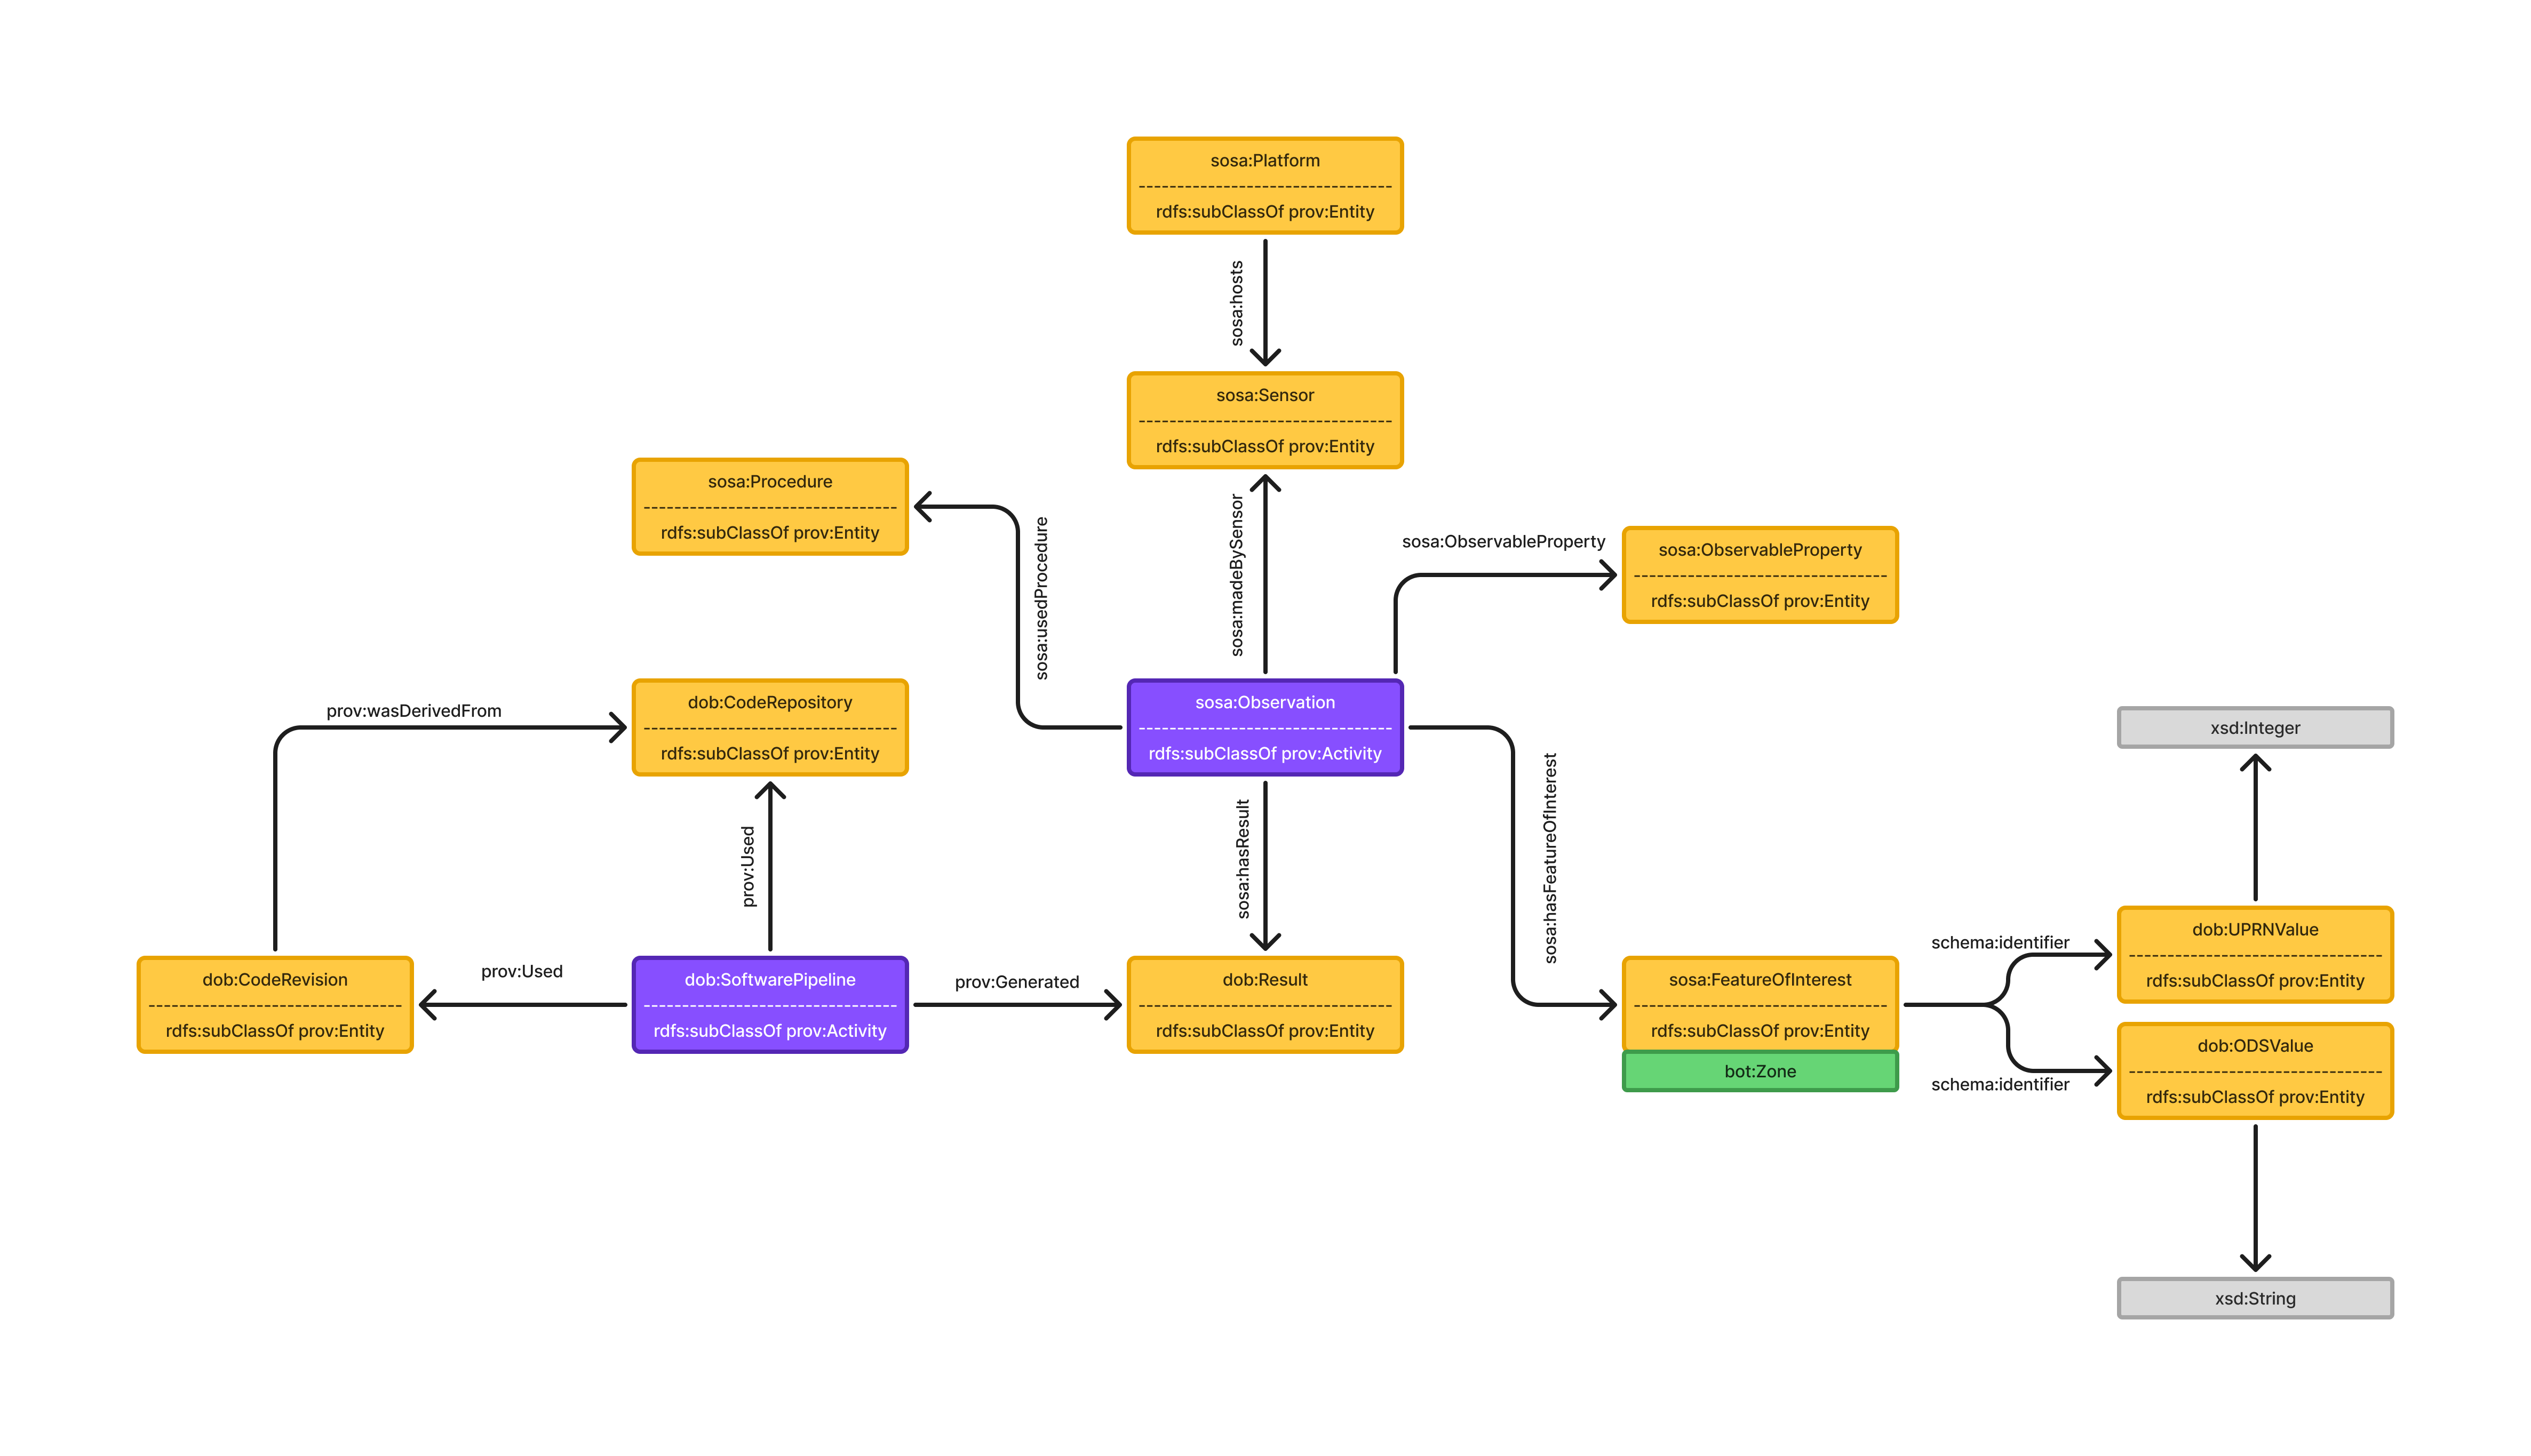 sosa:Platform
rdfs:subClassOf prov:Entity
sosa:hosts
sosa:Sensor
rdfs:subClassOf prov:Entity
sosa:Procedure
rdfs:subClassOf prov:Entity
sosa:usedProcedure
sosa:madeBySensor
sosa:ObservableProperty
sosa:ObservableProperty
rdfs:subClassOf prov:Entity
prov:wasDerivedFrom
dob:CodeRepository
rdfs:subClassOf prov:Entity
sosa:Observation
rdfs:subClassOf prov:Activity
xsd:Integer
prov:Used
sosa:hasResult
sosa:hasFeatureOfInterest
dob:CodeRevision
rdfs:subClassOf prov:Entity
prov:Used
dob:SoftwarePipeline
rdfs:subClassOf prov:Activity
prov:Generated
dob:Result
rdfs:subClassOf prov:Entity
sosa:FeatureOfInterest
rdfs:subClassOf prov:Entity
bot:Zone
schema:identifier
schema:identifier
dob:UPRNValue
rdfs:subClassOf prov:Entity
dob:ODSValue
rdfs:subClassOf prov:Entity
xsd:String